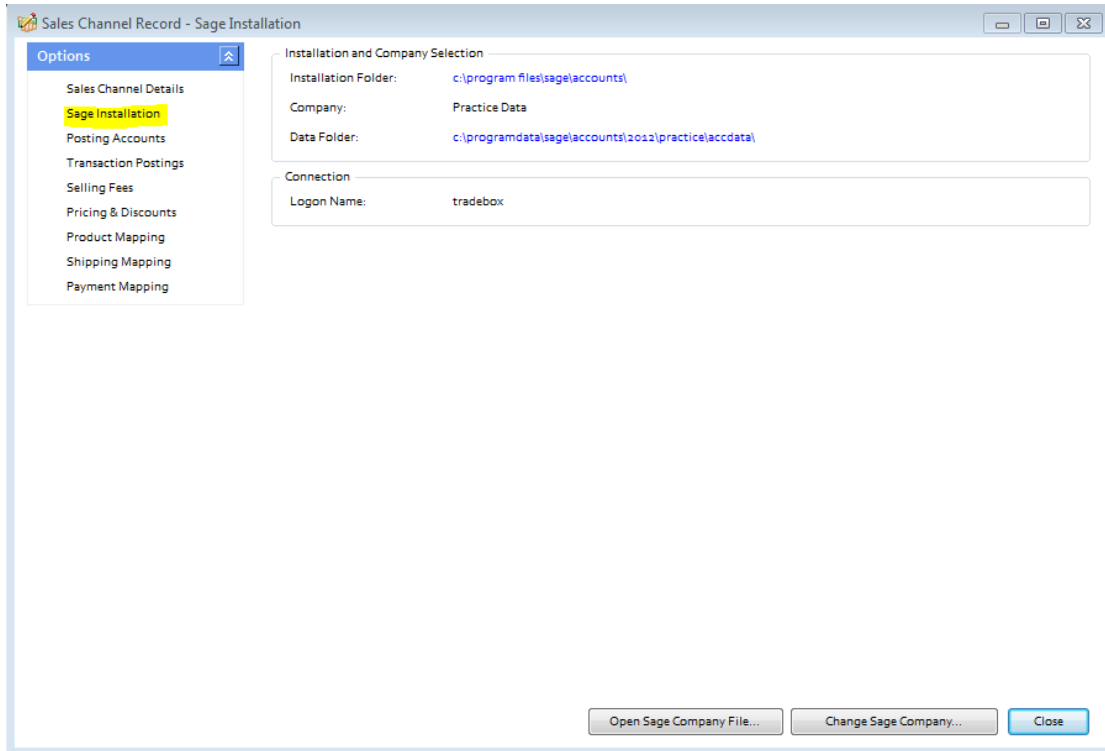 Sales Channel Record - Sage Installation
Options
Sales Channel Details
Sage Installation
Posting Accounts
Transaction Postings
Selling Fees
Pricing & Discounts
Product Mapping
Shipping Mapping
Payment Mapping
Installation and Company Selection
Installation Folder: c:\program files\sage\accounts\
Company: Practice Data
Data Folder: c:\programdata\sage\accounts\2012\practice\accdata\
Connection
Logon Name: tradebox
Open Sage Company File... Change Sage Company... Close